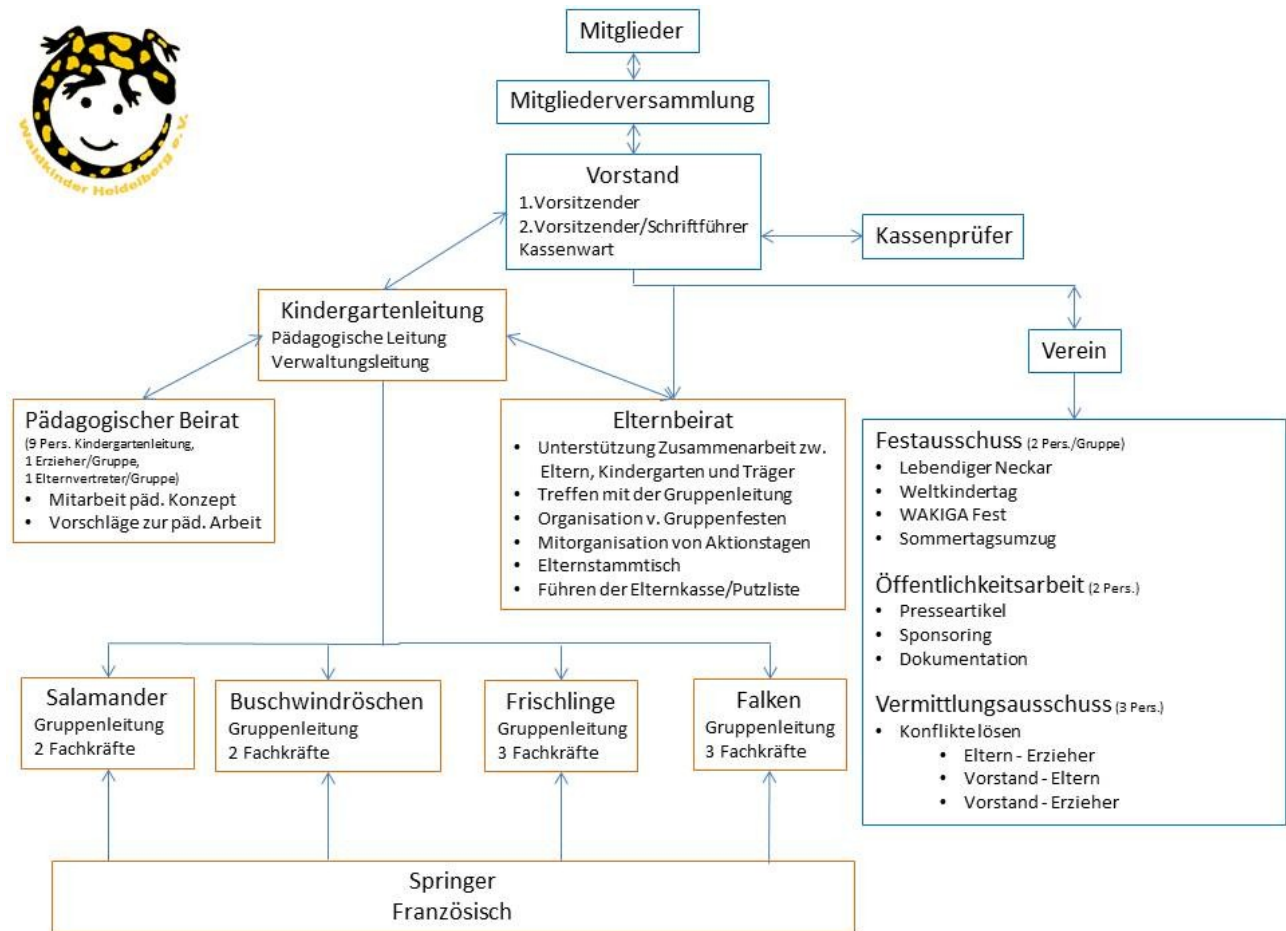 Waldkinder Heidelberg e.V.
Mitglieder
Mitgliederversammlung
Vorstand
1.Vorsitzender
2.Vorsitzender/Schriftführer
Kassenwart
Kassenprüfer
Kindergartenleitung
Pädagogische Leitung
Verwaltungsleitung
Verein
Pädagogischer Beirat
(9 Pers. Kindergartenleitung,
1 Erzieher/Gruppe,
1 Elternvertreter/Gruppe)
• Mitarbeit päd. Konzept
• Vorschläge zur päd. Arbeit
Elternbeirat
• Unterstützung Zusammenarbeit zw.
Eltern, Kindergarten und Träger
• Treffen mit der Gruppenleitung
• Organisation v. Gruppenfesten
• Mitorganisation von Aktionstagen
• Elternstammtisch
• Führen der Elternkasse/Putzliste
Festausschuss (2 Pers./Gruppe)
• Lebendiger Neckar
• Weltkindertag
• WAKIGA Fest
• Sommertagsumzug
Öffentlichkeitsarbeit (2 Pers.)
• Presseartikel
• Sponsoring
• Dokumentation
Vermittlungsausschuss (3 Pers.)
• Konflikte lösen
• Eltern - Erzieher
• Vorstand - Eltern
• Vorstand - Erzieher
Salamander
Gruppenleitung
2 Fachkräfte
Buschwindröschen
Gruppenleitung
2 Fachkräfte
Frischlinge
Gruppenleitung
3 Fachkräfte
Falken
Gruppenleitung
3 Fachkräfte
Springer
Französisch